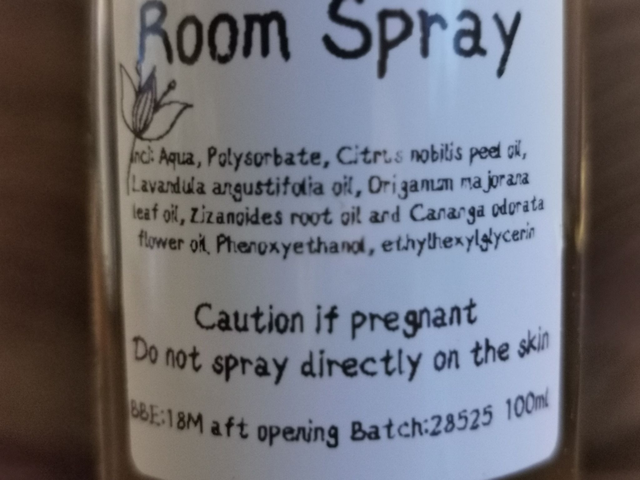 Room Spray
Incl: Aqua, Polysorbate, Citrus nobilis peel oil,
Lavandula angustifolia oil, Origanum majorana
leaf oil, Zizanoides root oil and Cananga odorata
flower oil, Phenoxyethanol, ethylhexylglycerin
Caution if pregnant
Do not spray directly on the skin
BBE:18M aft opening Batch:28525 100ml